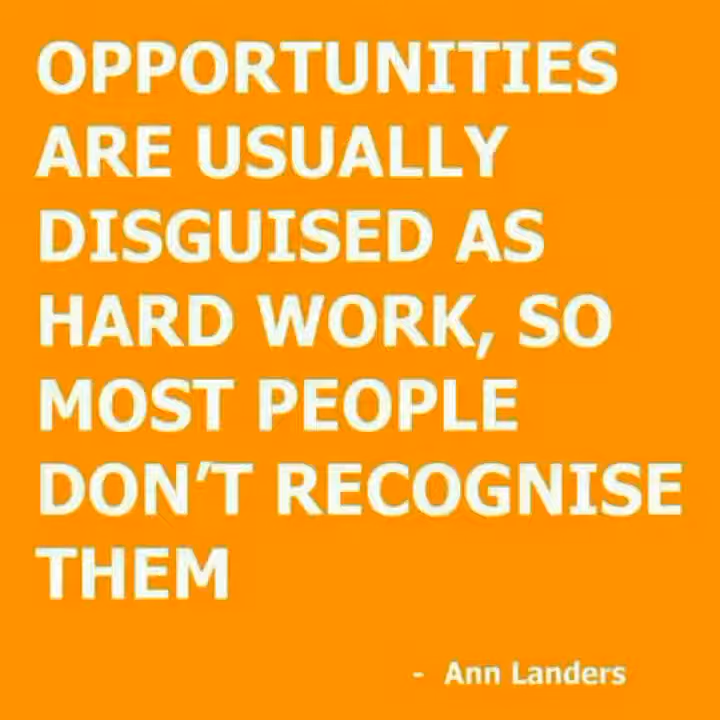 OPPORTUNITIES
ARE USUALLY
DISGUISED AS
HARD WORK, SO
MOST PEOPLE
DON'T RECOGNISE
THEM
- Ann Landers